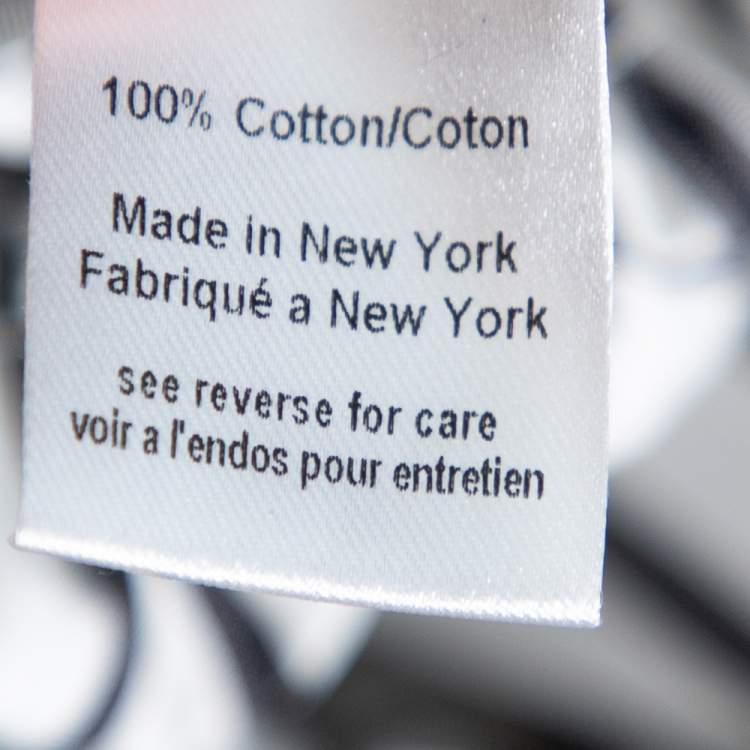 100% Cotton/Coton
Made in New York
Fabriqué a New York
see reverse for care
voir a l'endos pour entretien